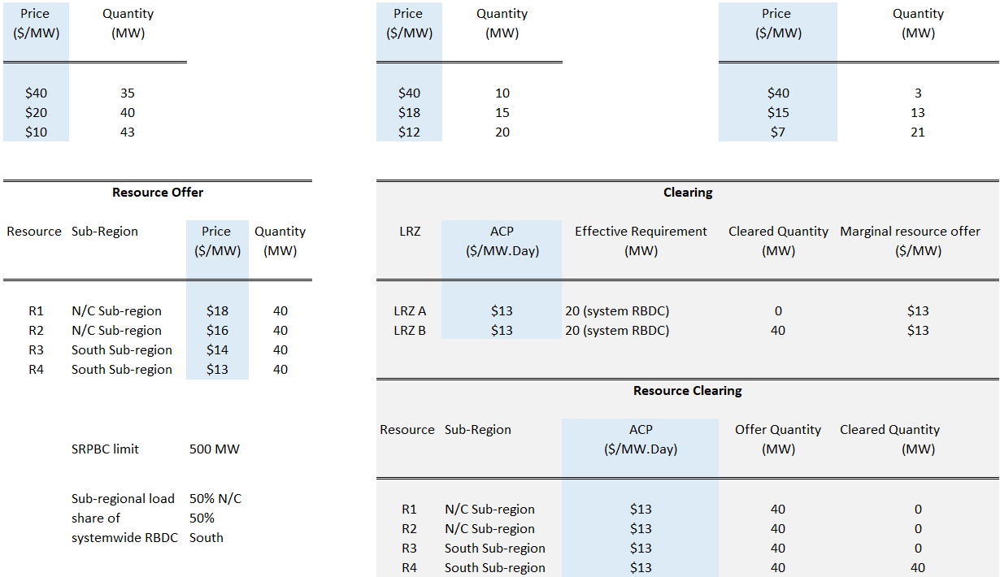 Price Quantity Price Quantity Price Quantity
($/MW) (MW) ($/MW) (MW) ($/MW) (MW)
$40 35 $40 10 $40 3
$20 40 $18 15 $15 13
$10 43 $12 20 $7 21
Resource Offer
Resource Sub-Region Price Quantity
($/MW) (MW)
R1 N/C Sub-region $18 40
R2 N/C Sub-region $16 40
R3 South Sub-region $14 40
R4 South Sub-region $13 40
SRPBC limit 500 MW
Sub-regional load 50% N/C
share of 50%
systemwide RBDC South
Clearing
LRZ ACP Effective Requirement Cleared Quantity Marginal resource offer
($/MW.Day) (MW) (MW) ($/MW)
LRZ A $13 20 (system RBDC) 0 $13
LRZ B $13 20 (system RBDC) 40 $13
Resource Clearing
Resource Sub-Region ACP Offer Quantity Cleared Quantity
($/MW.Day) (MW) (MW)
R1 N/C Sub-region $13 40 0
R2 N/C Sub-region $13 40 0
R3 South Sub-region $13 40 0
R4 South Sub-region $13 40 40